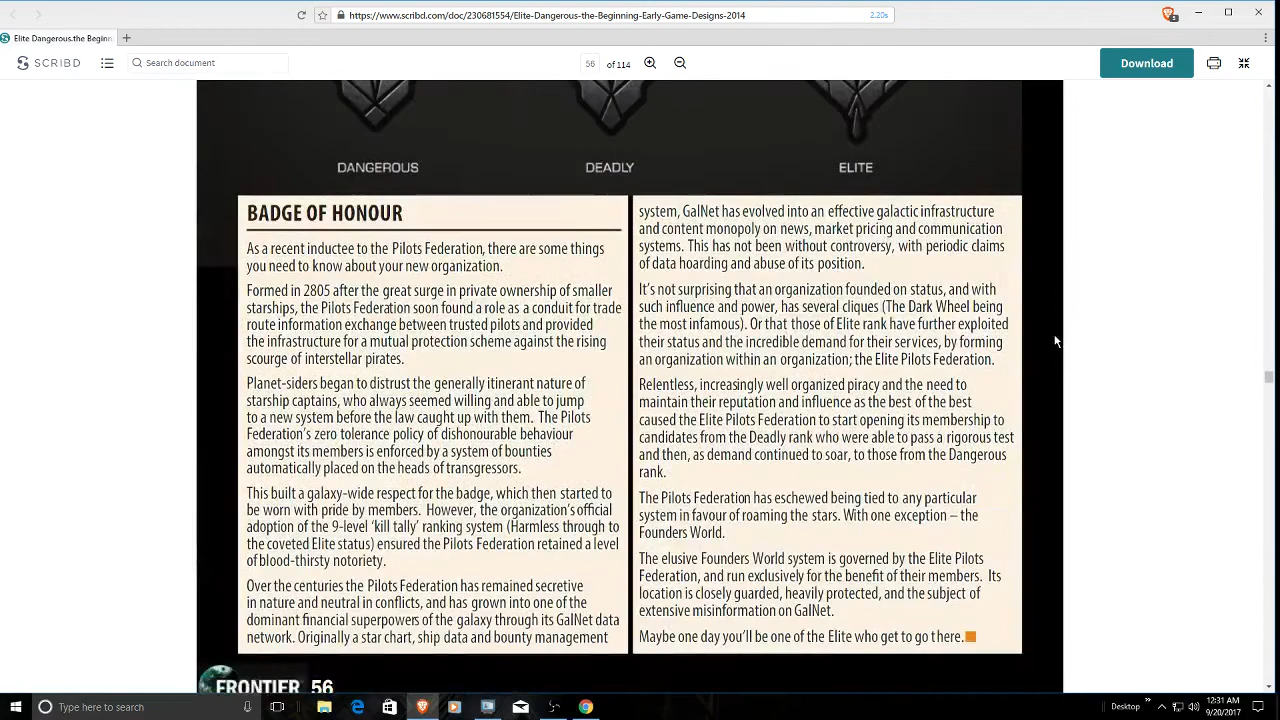 https://www.scribd.com/doc/230681554/Elite-Dangerous-the-Beginning-Early-Game-Designs-2014
2.20s
3
Elite Dangerous.the Beginn
SCRIBD
Search document
56
of 114
Download
DANGEROUS
DEADLY
ELITE
BADGE OF HONOUR
As a recent inductee to the Pilots Federation, there are some things
you need to know about your new organization.
Formed in 2805 after the great surge in private ownership of smaller
starships, the Pilots Federation soon found a role as a conduit for trade
route information exchange between trusted pilots and provided
the infrastructure for a mutual protection scheme against the rising
scourge of interstellar pirates.
Planet-siders began to distrust the generally itinerant nature of
starship captains, who always seemed willing and able to jump
to a new system before the law caught up with them. The Pilots
Federation's zero tolerance policy of dishonourable behaviour
amongst its members is enforced by a system of bounties
automatically placed on the heads of transgressors.
This built a galaxy-wide respect for the badge, which then started to
be worn with pride by members. However, the organization's official
adoption of the 9-level 'kill tally' ranking system (Harmless through to
the coveted Elite status) ensured the Pilots Federation retained a level
of blood-thirsty notoriety.
Over the centuries the Pilots Federation has remained secretive
in nature and neutral in conflicts, and has grown into one of the
dominant financial superpowers of the galaxy through its GalNet data
network. Originally a star chart, ship data and bounty management
system, GalNet has evolved into an effective galactic infrastructure
and content monopoly on news, market pricing and communication
systems. This has not been without controversy, with periodic claims
of data hoarding and abuse of its position.
It's not surprising that an organization founded on status, and with
such influence and power, has several cliques (The Dark Wheel being
the most infamous). Or that those of Elite rank have further exploited
their status and the incredible demand for their services, by forming
an organization within an organization; the Elite Pilots Federation.
Relentless, increasingly well organized piracy and the need to
maintain their reputation and influence as the best of the best
caused the Elite Pilots Federation to start opening its membership to
candidates from the Deadly rank who were able to pass a rigorous test
and then, as demand continued to soar, to those from the Dangerous
rank.
The Pilots Federation has eschewed being tied to any particular
system in favour of roaming the stars. With one exception – the
Founders World.
The elusive Founders World system is governed by the Elite Pilots
Federation, and run exclusively for the benefit of their members. Its
location is closely guarded, heavily protected, and the subject of
extensive misinformation on GalNet.
Maybe one day you'll be one of the Elite who get to go there.
FRONTIER 56
Type here to search
Desktop
12:31 AM
9/20/2017